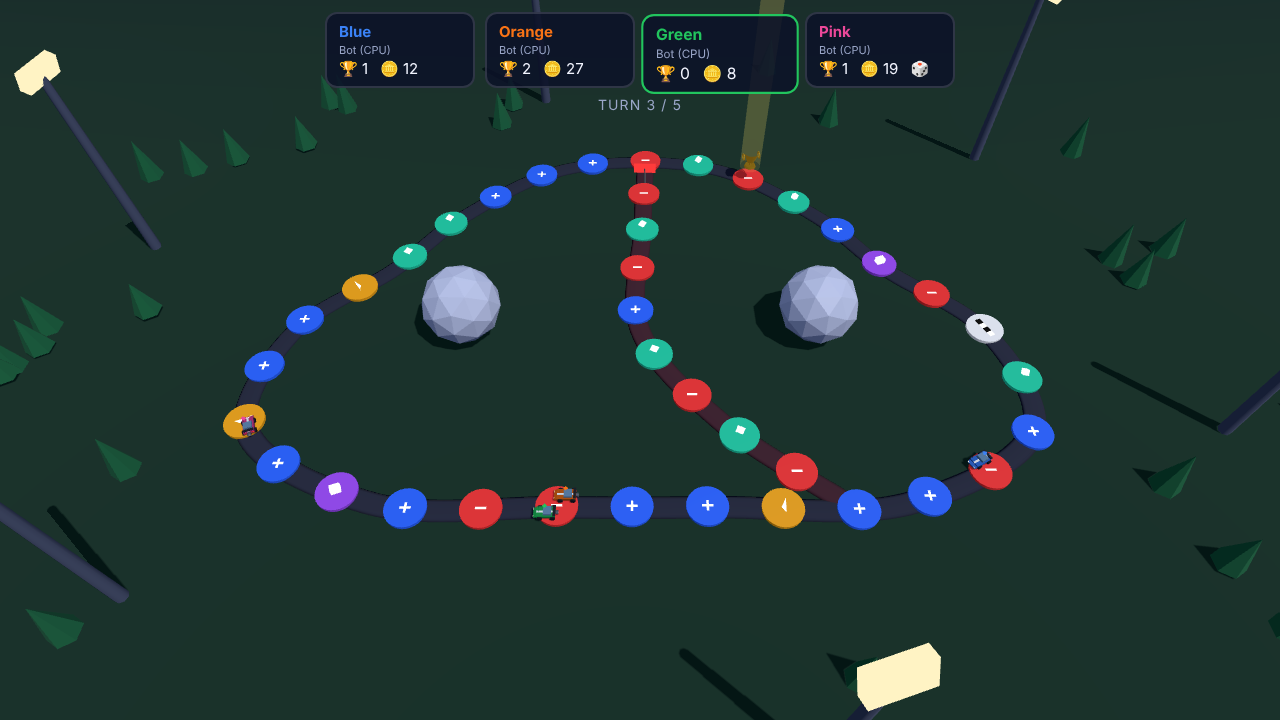 Blue
Bot (CPU)
🏆 1 🪙 12
Orange
Bot (CPU)
🏆 2 🪙 27
Green
Bot (CPU)
🏆 0 🪙 8
Pink
Bot (CPU)
🏆 1 🪙 19 🎲
TURN 3 / 5